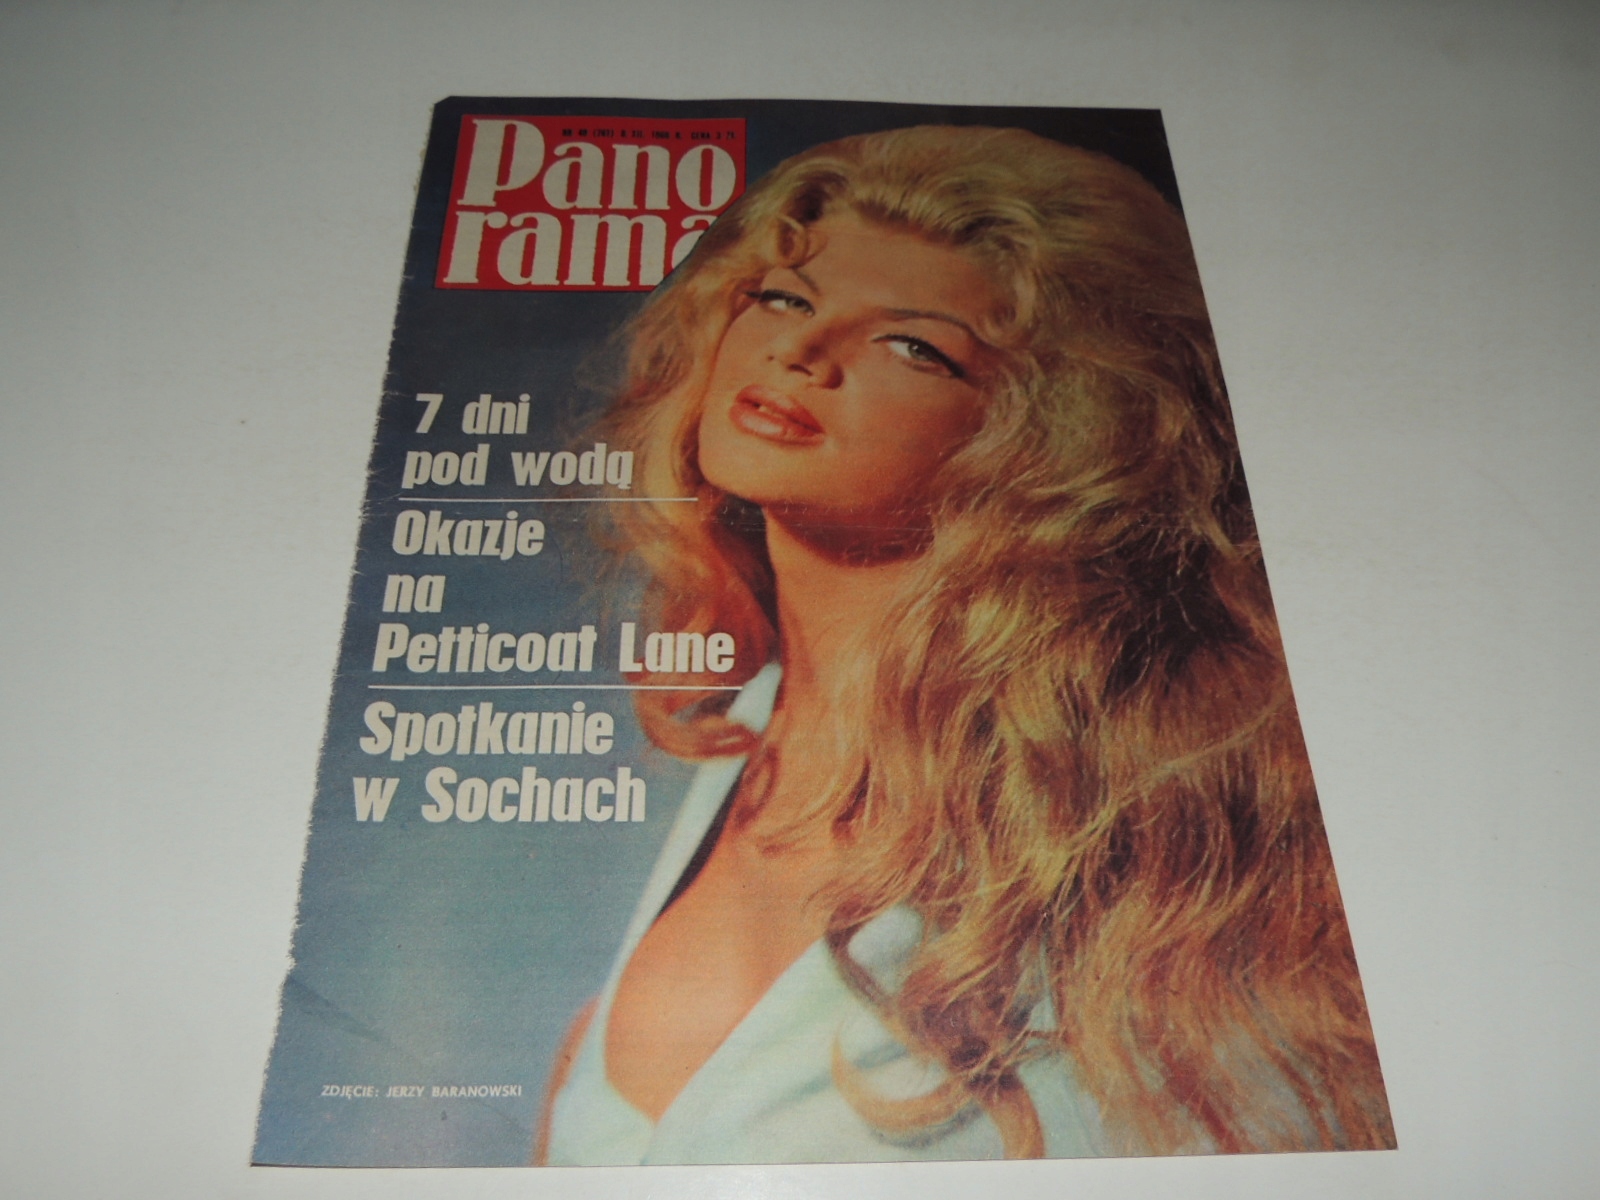 Pano
rama
7 dni
pod wodą
Okazje
na
Petticoat Lane
Spotkanie
w Sochach
ZDJĘCIE: JERZY BARANOWSKI